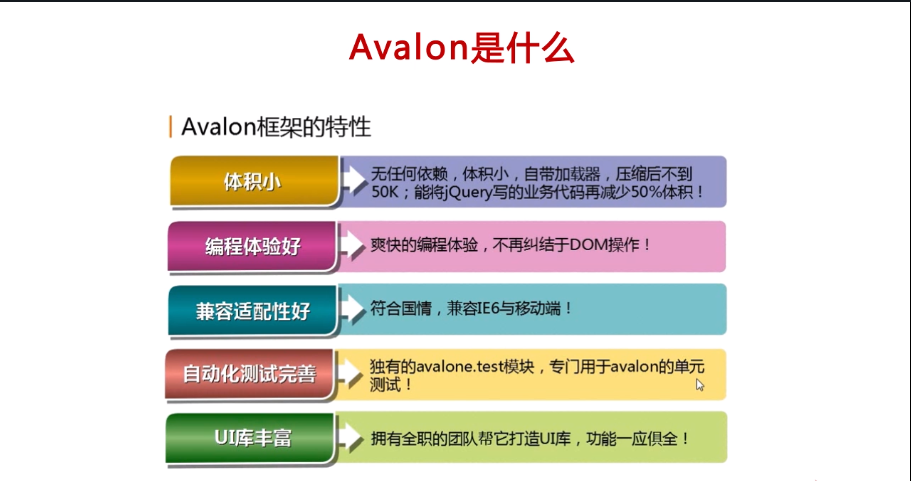 Avalon是什么
Avalon框架的特性
体积小
无任何依赖，体积小，自带加载器，压缩后不到
50K；能将jQuery写的业务代码再减少50%体积！
编程体验好
爽快的编程体验，不再纠结于DOM操作！
兼容适配性好
符合国情，兼容IE6与移动端！
自动化测试完善
独有的avalone.test模块，专门用于avalon的单元
测试！
UI库丰富
拥有全职的团队帮它打造UI库，功能一应俱全！